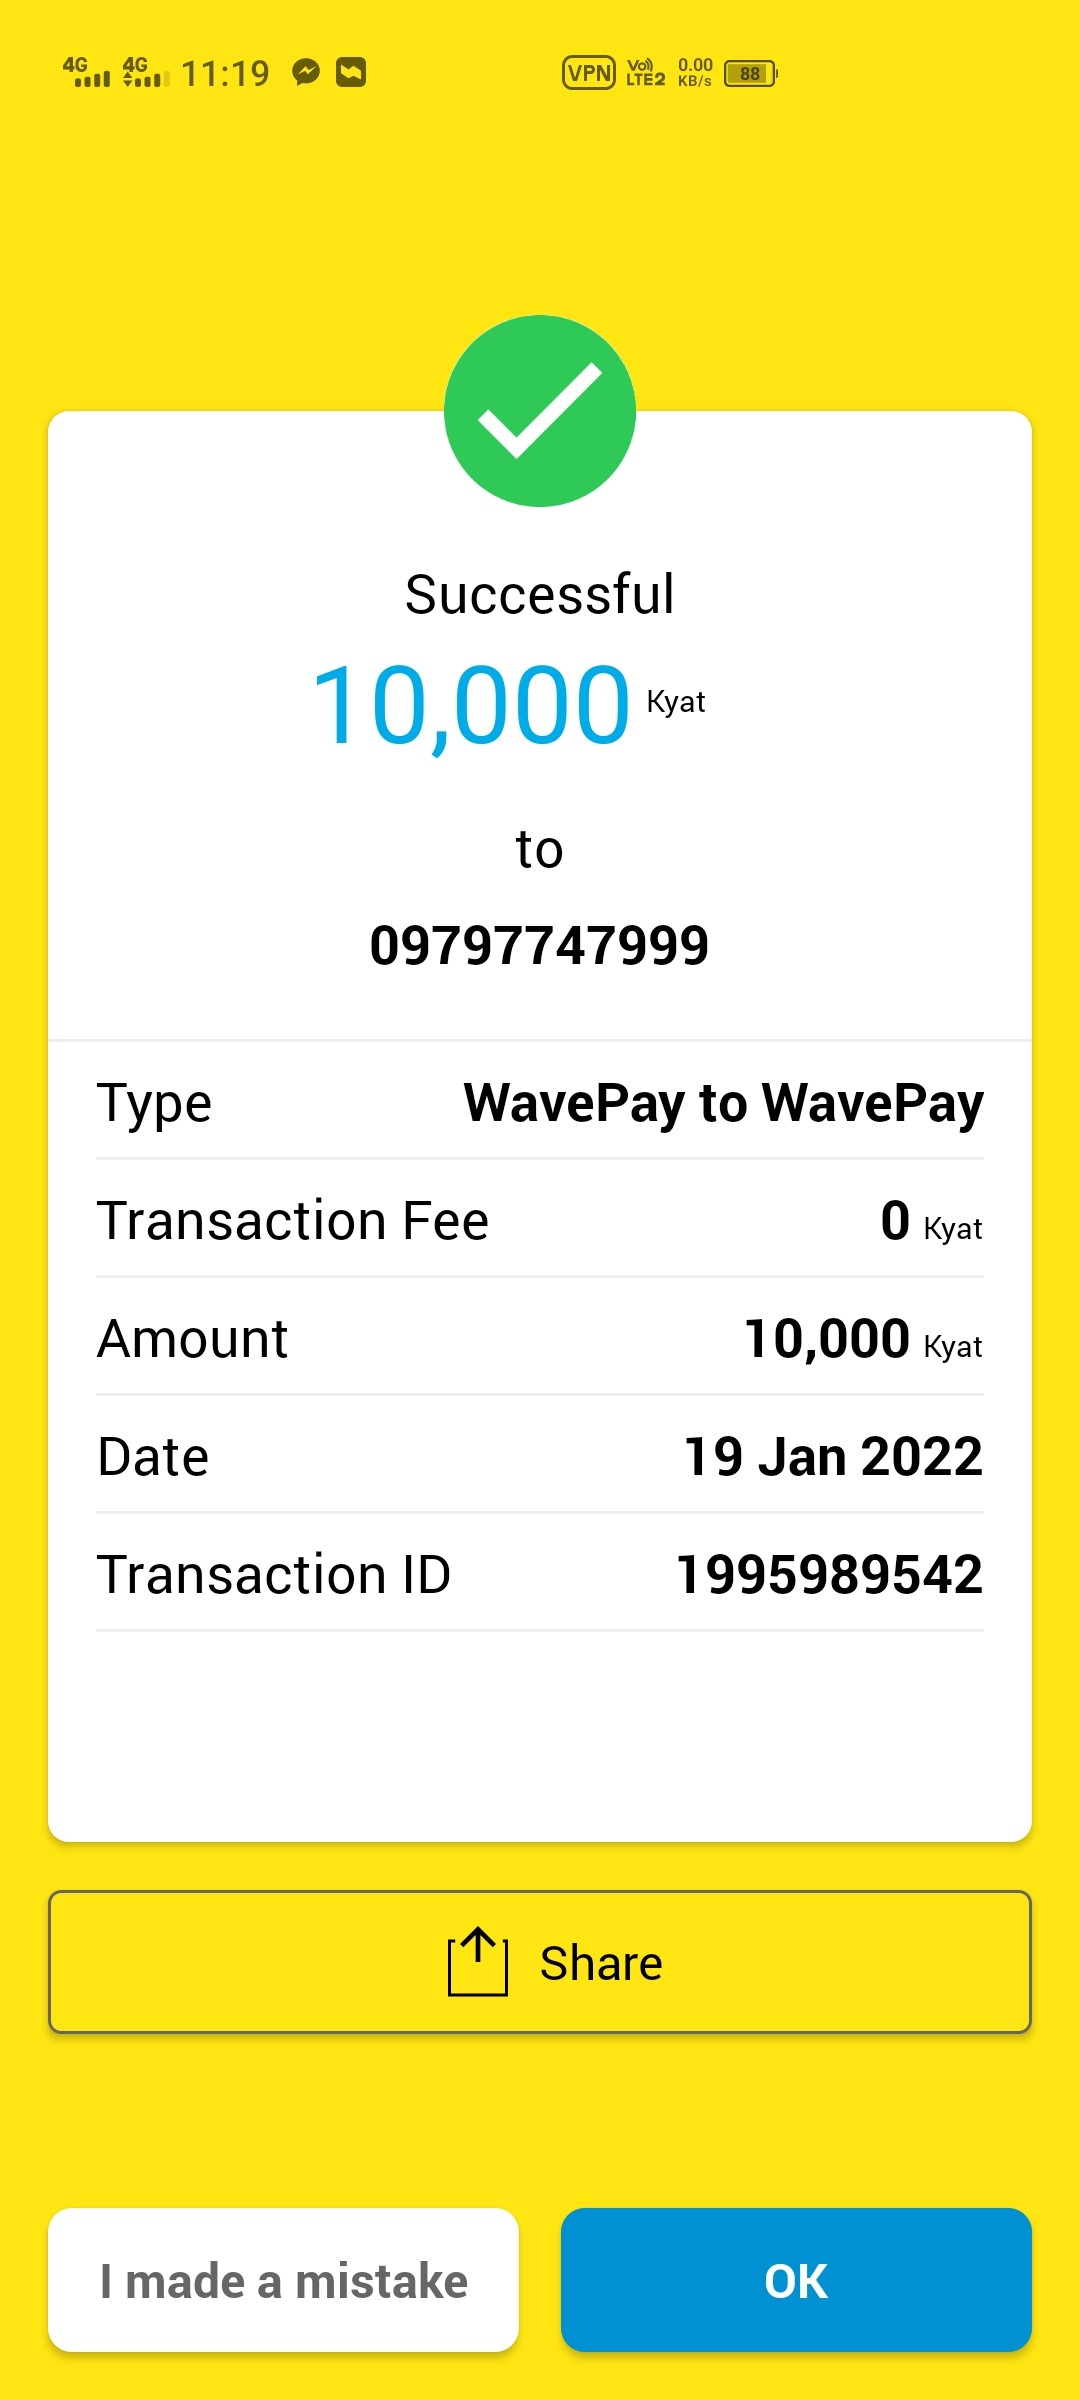 4G 4G 11:19 VPN Vo)) LTE2 0.00 KB/s 88
Successful
10,000 Kyat
to
09797747999
Type WavePay to WavePay
Transaction Fee 0 Kyat
Amount 10,000 Kyat
Date 19 Jan 2022
Transaction ID 1995989542
Share
I made a mistake OK